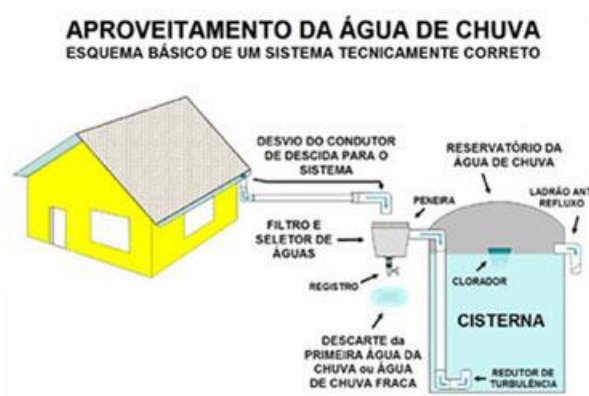 APROVEITAMENTO DA ÁGUA DE CHUVA
ESQUEMA BÁSICO DE UM SISTEMA TECNICAMENTE CORRETO
DESVIO DO CONDUTOR
DE DESCIDA PARA O
SISTEMA
RESERVATÓRIO DA
ÁGUA DE CHUVA
PENEIRA
LADRÃO ANT
REFLUXO
FILTRO E
SELETOR DE
ÁGUAS
REGISTRO
CLORADOR
CISTERNA
DESCARTE da
PRIMEIRA ÁGUA DA
CHUVA ou ÁGUA
DE CHUVA FRACA
REDUTOR DE
TURBULÊNCIA